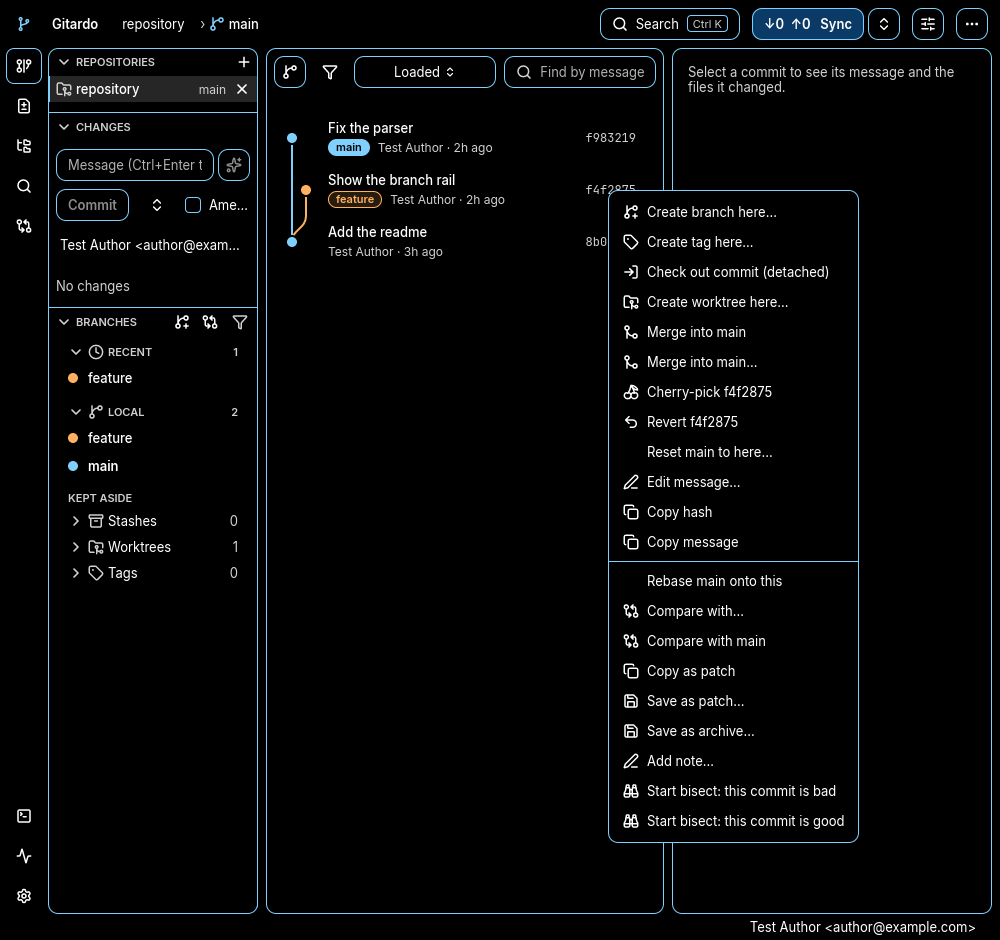 Gitardo repository › main Search Ctrl K ↓0 ↑0 Sync
REPOSITORIES
repository main
CHANGES
Message (Ctrl+Enter t
Commit Ame...
Test Author <author@exam...
No changes
BRANCHES
RECENT 1
feature
LOCAL 2
feature
main
KEPT ASIDE
Stashes 0
Worktrees 1
Tags 0
Loaded Find by message
Fix the parser
main Test Author · 2h ago f983219
Show the branch rail
feature Test Author · 2h ago f4f2875
Add the readme
Test Author · 3h ago 8b0
Select a commit to see its message and the
files it changed.
Create branch here...
Create tag here...
Check out commit (detached)
Create worktree here...
Merge into main
Merge into main...
Cherry-pick f4f2875
Revert f4f2875
Reset main to here...
Edit message...
Copy hash
Copy message
Rebase main onto this
Compare with...
Compare with main
Copy as patch
Save as patch...
Save as archive...
Add note...
Start bisect: this commit is bad
Start bisect: this commit is good
Test Author <author@example.com>